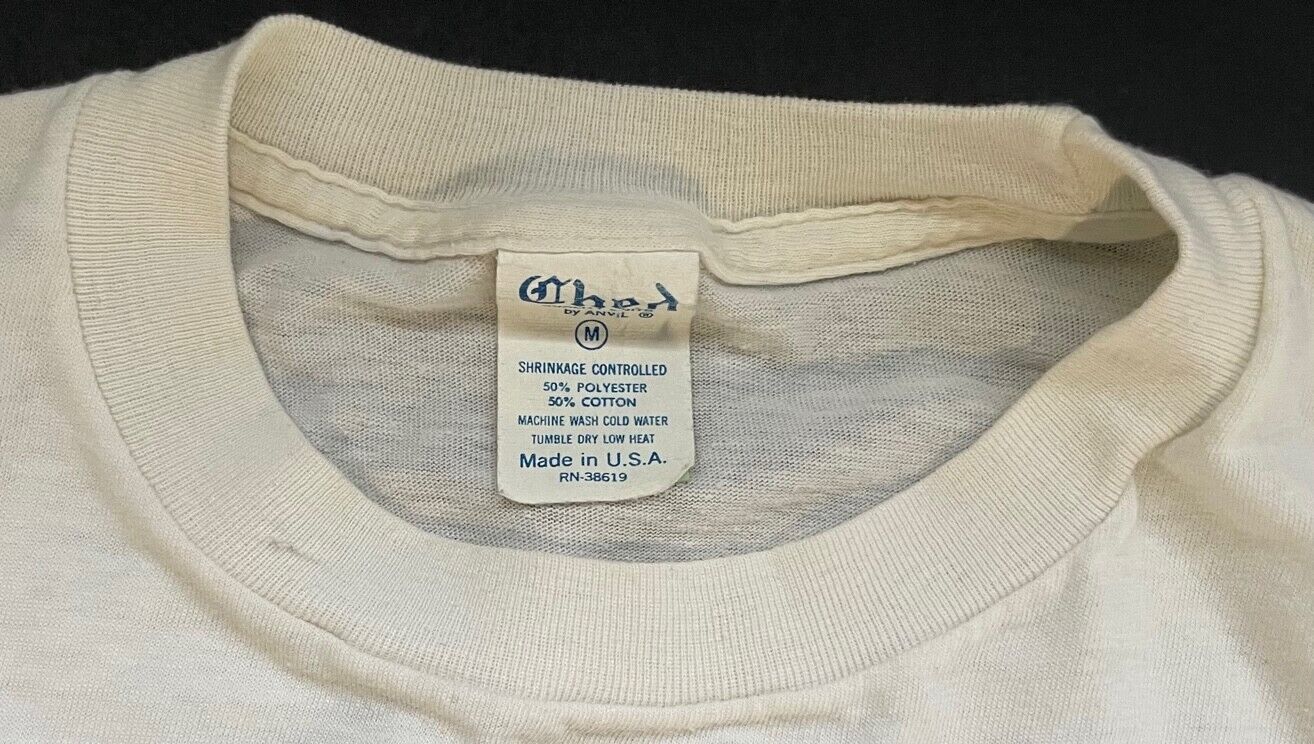 Ched
by ANVIL ®
M
SHRINKAGE CONTROLLED
50% POLYESTER
50% COTTON
MACHINE WASH COLD WATER
TUMBLE DRY LOW HEAT
Made in U.S.A.
RN-38619